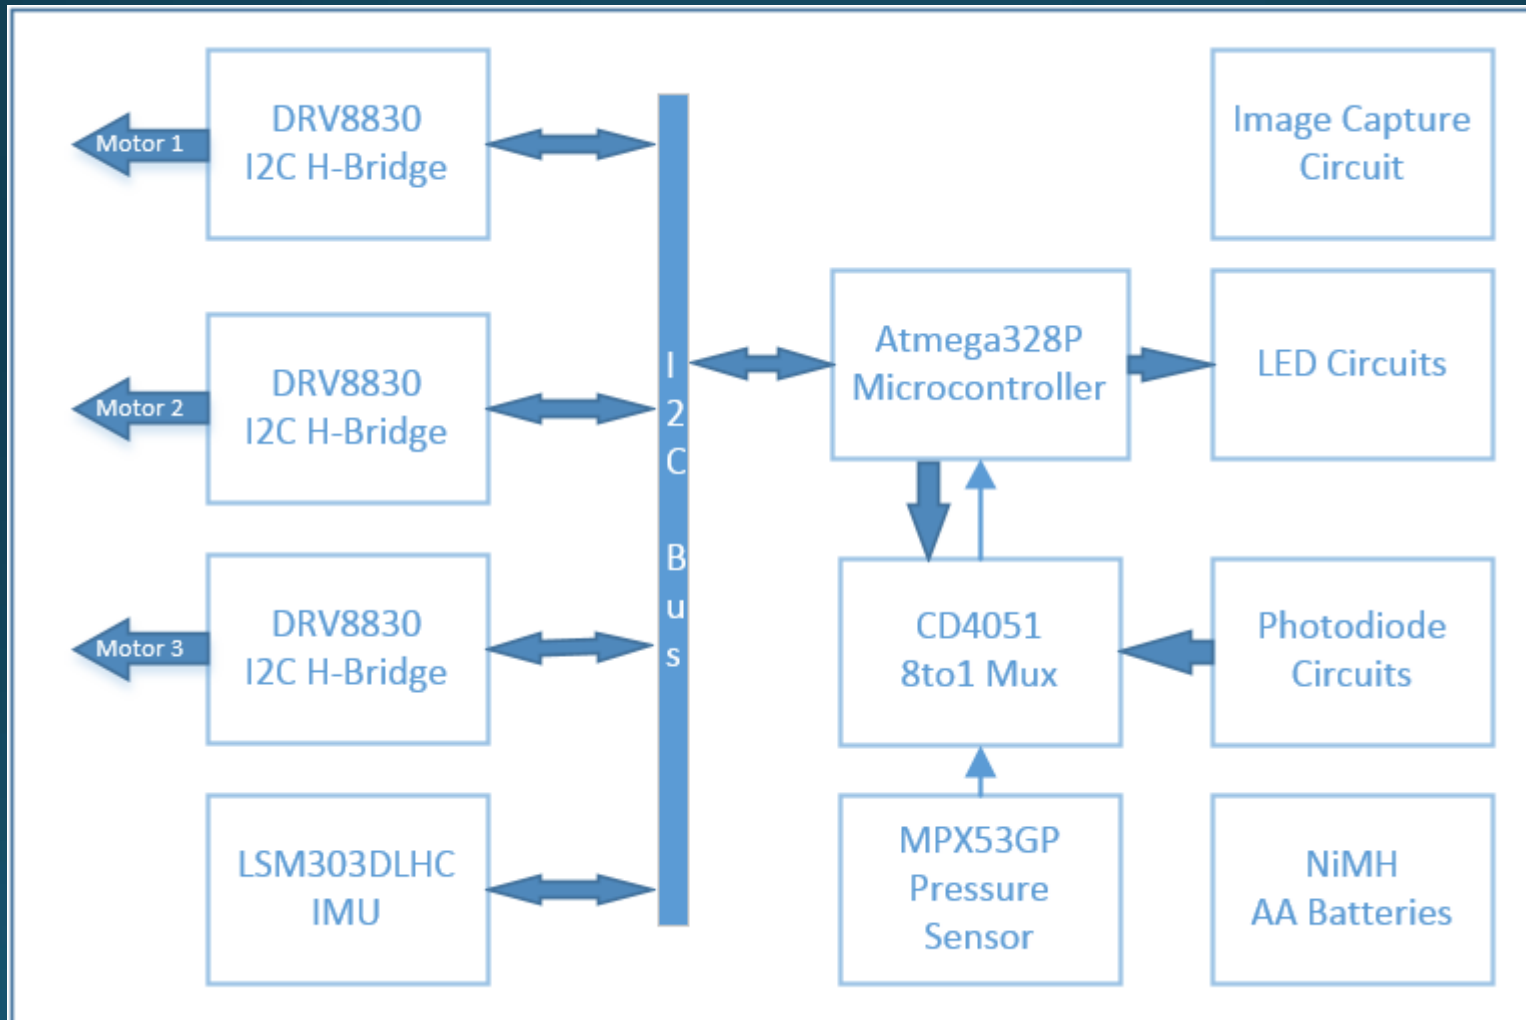 Motor 1
DRV8830
I2C H-Bridge
Image Capture
Circuit
Motor 2
DRV8830
I2C H-Bridge
I
2
C
B
u
s
Atmega328P
Microcontroller
LED Circuits
Motor 3
DRV8830
I2C H-Bridge
CD4051
8to1 Mux
Photodiode
Circuits
LSM303DLHC
IMU
MPX53GP
Pressure
Sensor
NiMH
AA Batteries